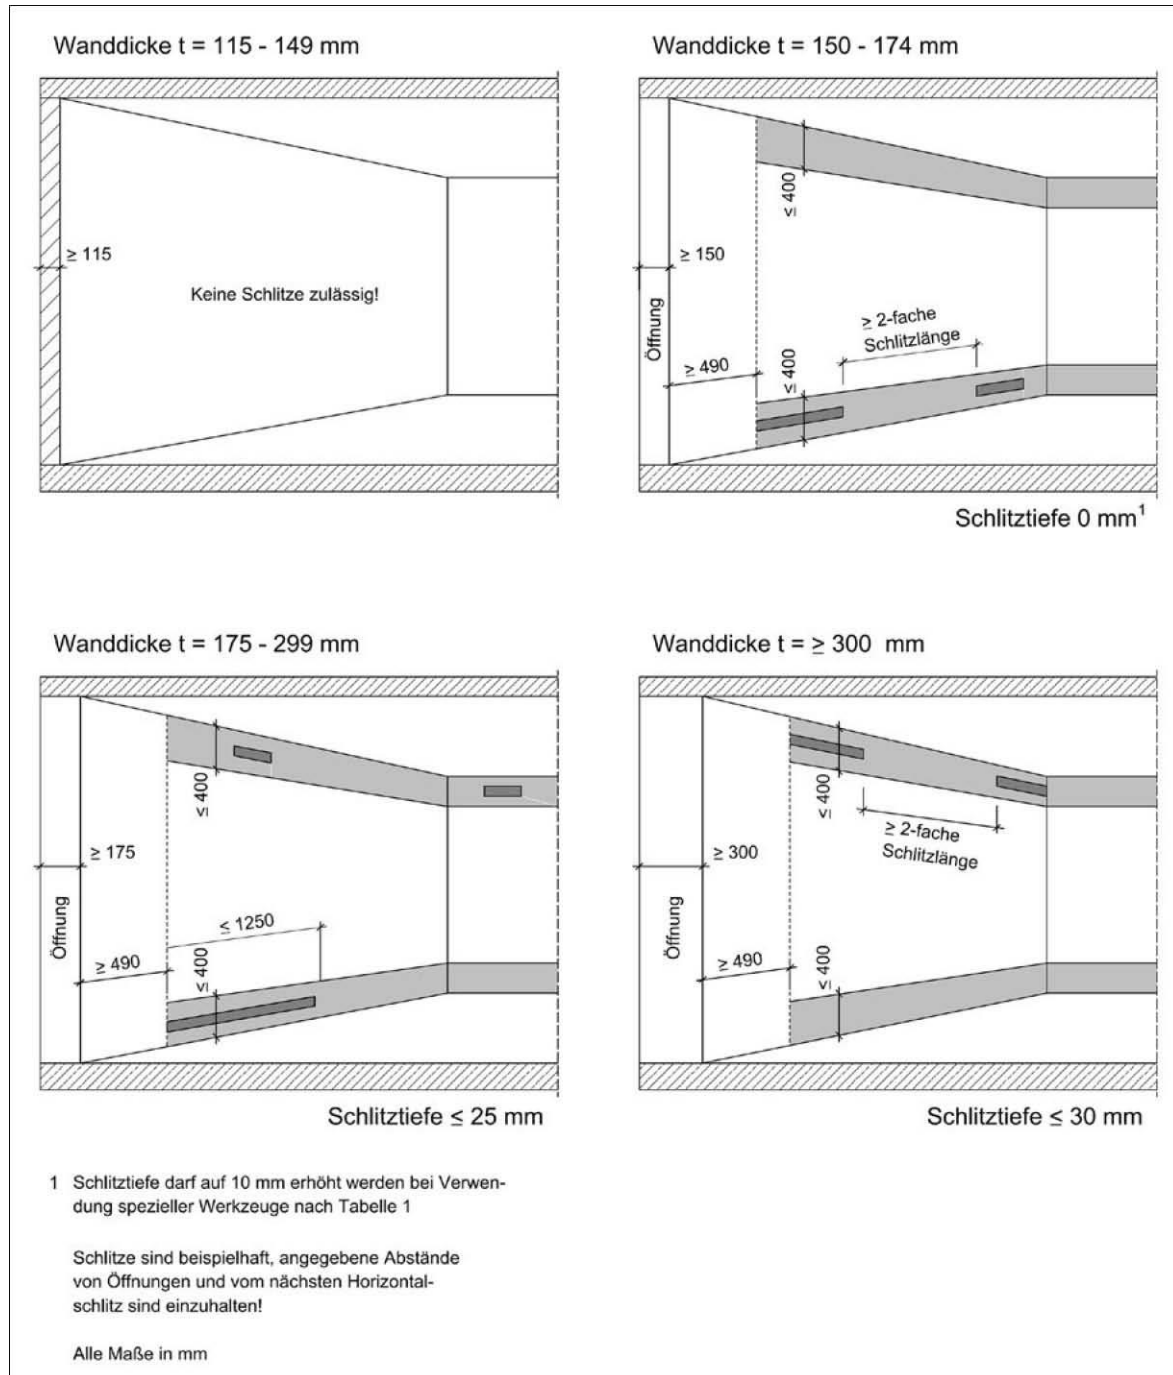 Wanddicke t = 115 - 149 mm
≥ 115
Keine Schlitze zulässig!
Wanddicke t = 150 - 174 mm
≤ 400
≥ 150
Öffnung
≥ 2-fache
Schlitzlänge
≥ 490
≤ 400
Schlitztiefe 0 mm¹
Wanddicke t = 175 - 299 mm
≤ 400
≥ 175
Öffnung
≤ 1250
≥ 490
≤ 400
Schlitztiefe ≤ 25 mm
Wanddicke t = ≥ 300 mm
≤ 400
≥ 2-fache
Schlitzlänge
≥ 300
Öffnung
≥ 490
≤ 400
Schlitztiefe ≤ 30 mm
1 Schlitztiefe darf auf 10 mm erhöht werden bei Verwen-
dung spezieller Werkzeuge nach Tabelle 1
Schlitze sind beispielhaft, angegebene Abstände
von Öffnungen und vom nächsten Horizontal-
schlitz sind einzuhalten!
Alle Maße in mm